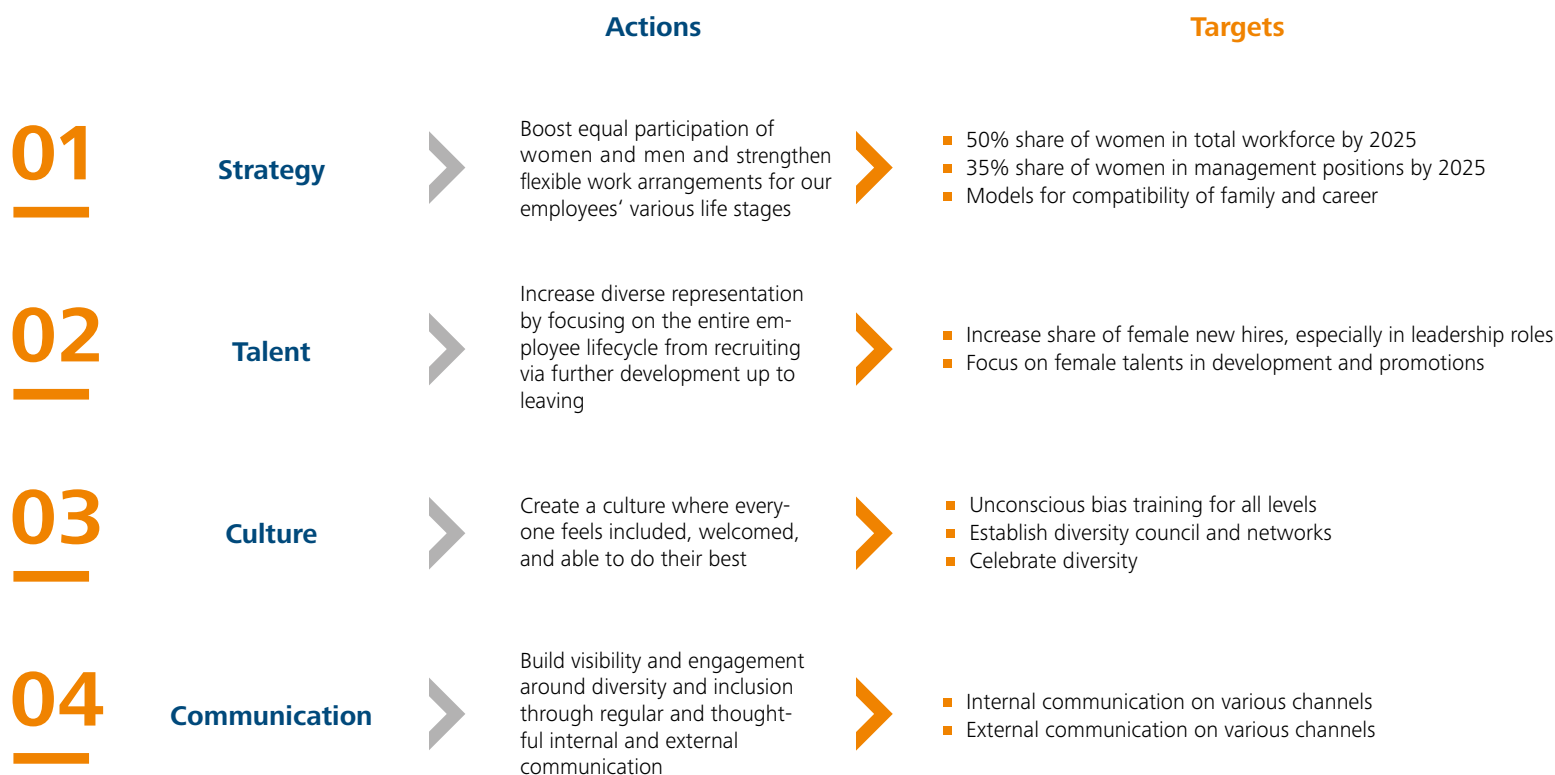 Actions
Targets
01
Strategy
Boost equal participation of
women and men and strengthen
flexible work arrangements for our
employees‘ various life stages
50% share of women in total workforce by 2025
35% share of women in management positions by 2025
Models for compatibility of family and career
02
Talent
Increase diverse representation
by focusing on the entire em-
ployee lifecycle from recruiting
via further development up to
leaving
Increase share of female new hires, especially in leadership roles
Focus on female talents in development and promotions
03
Culture
Create a culture where every-
one feels included, welcomed,
and able to do their best
Unconscious bias training for all levels
Establish diversity council and networks
Celebrate diversity
04
Communication
Build visibility and engagement
around diversity and inclusion
through regular and thought-
ful internal and external
communication
Internal communication on various channels
External communication on various channels